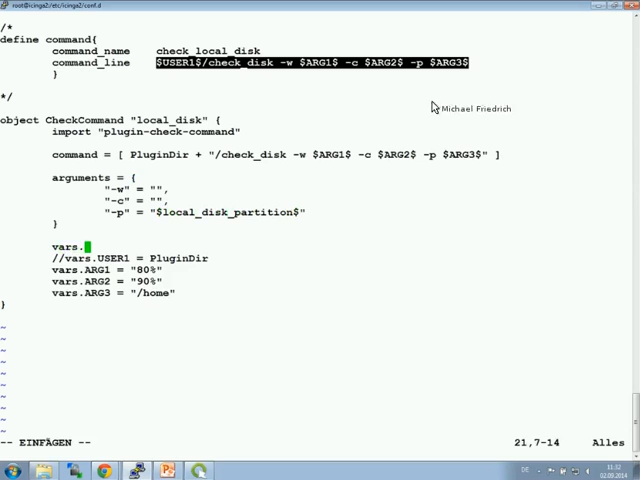 root@icinga2:/etc/icinga2/conf.d
/*
define command{
command_name check_local_disk
command_line $USER1$/check_disk -w $ARG1$ -c $ARG2$ -p $ARG3$
}
*/
Michael Friedrich
object CheckCommand "local_disk" {
import "plugin-check-command"
command = [ PluginDir + "/check_disk -w $ARG1$ -c $ARG2$ -p $ARG3$" ]
arguments = {
"-w" = "",
"-c" = "",
"-p" = "$local_disk_partition$"
}
vars.
//vars.USER1 = PluginDir
vars.ARG1 = "80%"
vars.ARG2 = "90%"
vars.ARG3 = "/home"
}
~
~
~
~
~
~
~
~
~
~
-- EINFÄGEN -- 21,7-14 Alles
DE 11:32
02.09.2014